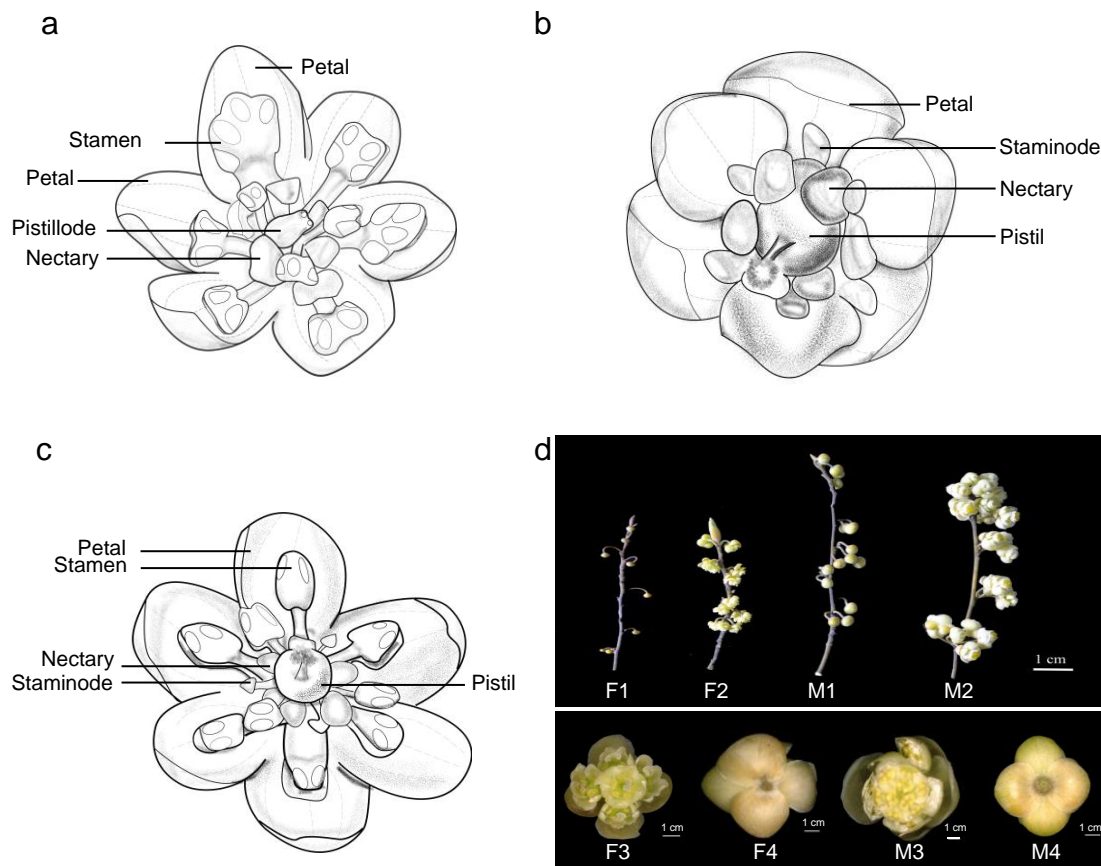 a
Petal
Stamen
Petal
Pistillode
Nectary
b
Petal
Staminode
Nectary
Pistil
c
Petal
Stamen
Nectary
Staminode
Pistil
d
1 cm
F1 F2 M1 M2
1 cm 1 cm 1 cm 1 cm
F3 F4 M3 M4